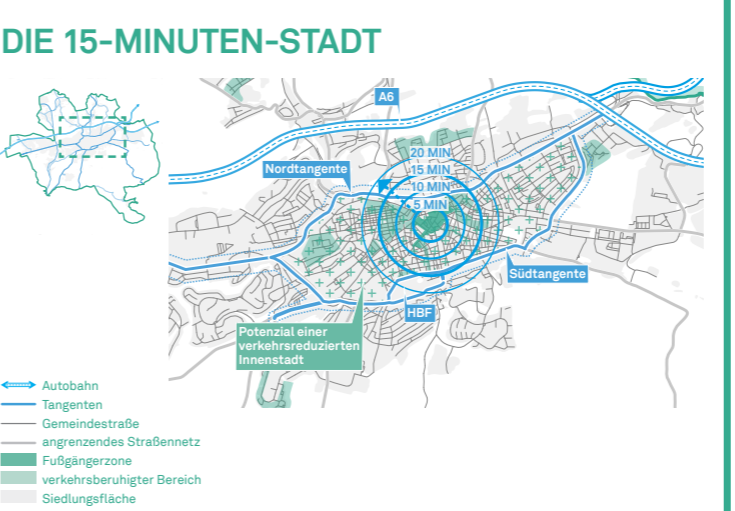 DIE 15-MINUTEN-STADT
A6
20 MIN
15 MIN
10 MIN
5 MIN
Nordtangente
Südtangente
HBF
Potenzial einer
verkehrsreduzierten
Innenstadt
Autobahn
Tangenten
Gemeindestraße
angrenzendes Straßennetz
Fußgängerzone
verkehrsberuhigter Bereich
Siedlungsfläche